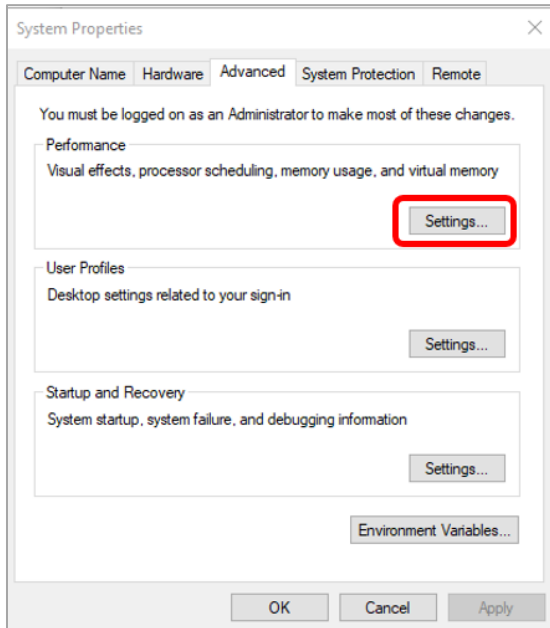 System Properties
Computer Name Hardware Advanced System Protection Remote
You must be logged on as an Administrator to make most of these changes.
Performance
Visual effects, processor scheduling, memory usage, and virtual memory
Settings...
User Profiles
Desktop settings related to your sign-in
Settings...
Startup and Recovery
System startup, system failure, and debugging information
Settings...
Environment Variables...
OK Cancel Apply